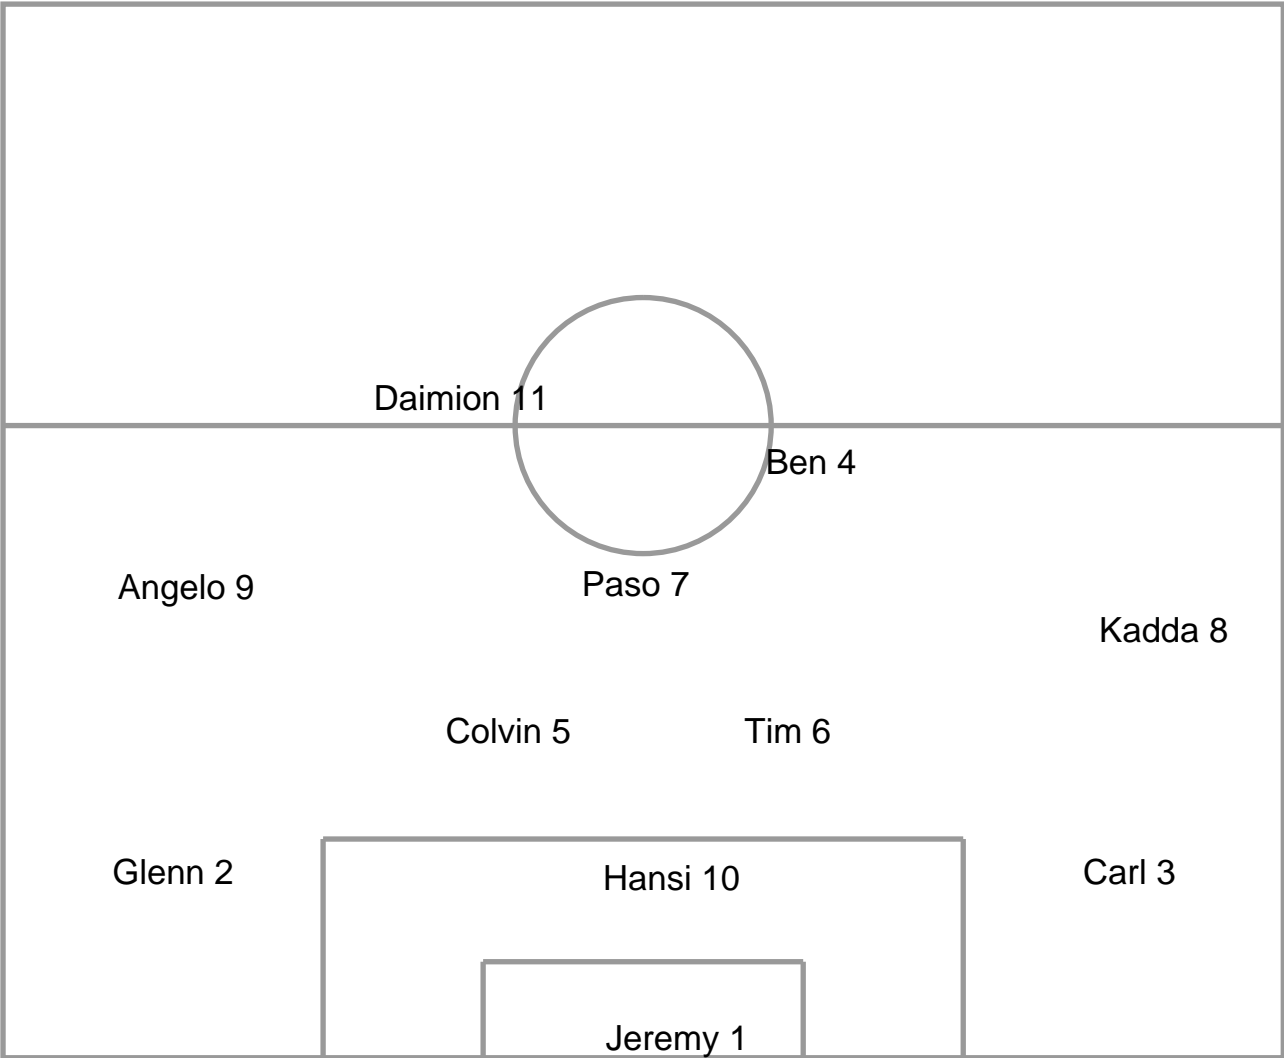 Daimion 11
Ben 4
Angelo 9
Paso 7
Kadda 8
Colvin 5
Tim 6
Glenn 2
Hansi 10
Carl 3
Jeremy 1